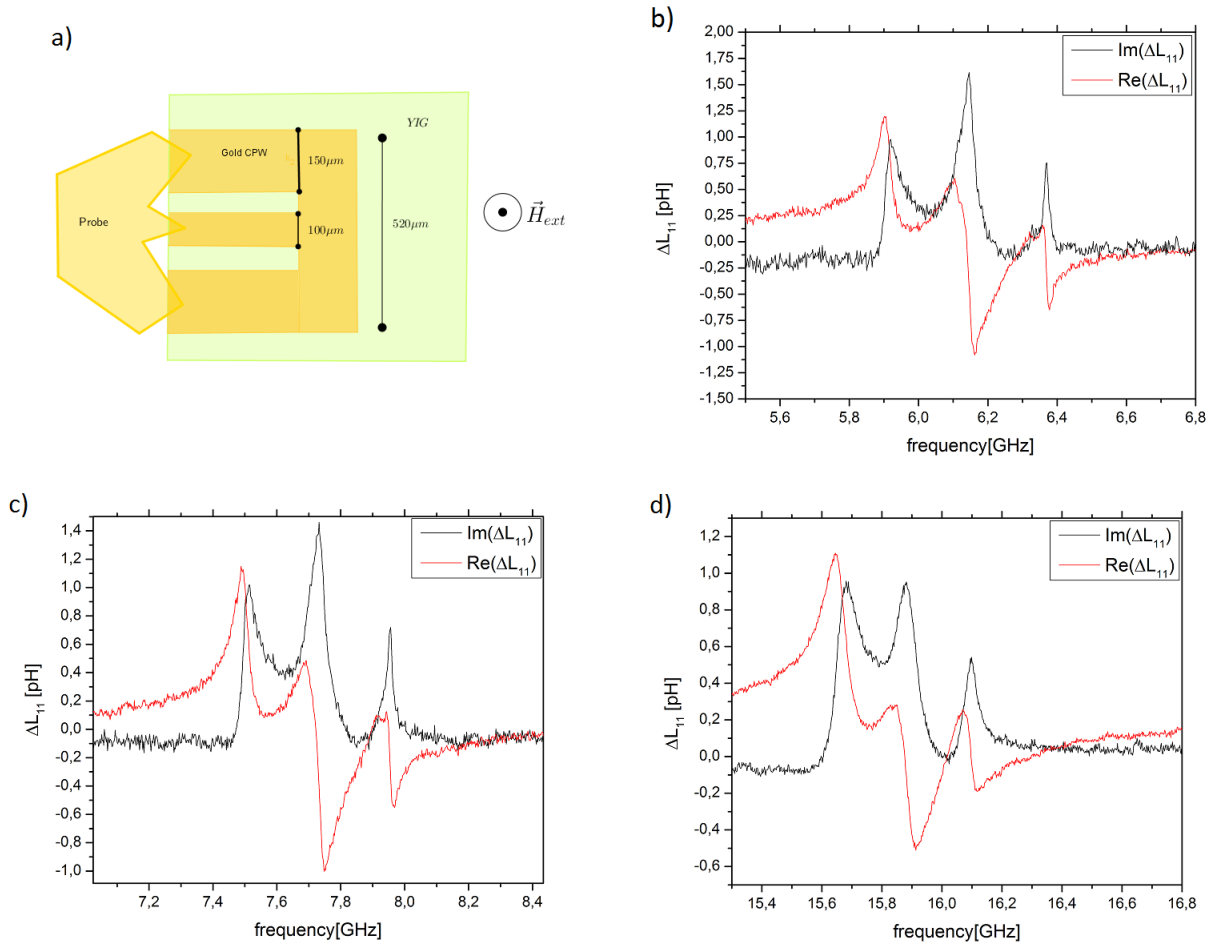 a)
YIG
Gold CPW
150μm
Probe
100μm
520μm
H⃗ext
b)
2,00
1,75
1,50
1,25
1,00
0,75
0,50
0,25
0,00
-0,25
-0,50
-0,75
-1,00
-1,25
-1,50
ΔL11 [pH]
Im(ΔL11)
Re(ΔL11)
5,6 5,8 6,0 6,2 6,4 6,6 6,8
frequency[GHz]
c)
1,4
1,2
1,0
0,8
0,6
0,4
0,2
0,0
-0,2
-0,4
-0,6
-0,8
-1,0
ΔL11 [pH]
Im(ΔL11)
Re(ΔL11)
7,2 7,4 7,6 7,8 8,0 8,2 8,4
frequency[GHz]
d)
1,2
1,0
0,8
0,6
0,4
0,2
0,0
-0,2
-0,4
-0,6
ΔL11 [pH]
Im(ΔL11)
Re(ΔL11)
15,4 15,6 15,8 16,0 16,2 16,4 16,6 16,8
frequency[GHz]